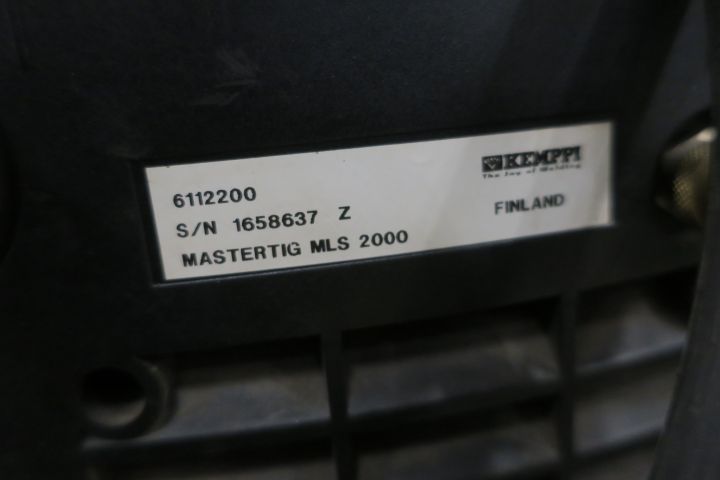 6112200
S/N 1658637 Z
MASTERTIG MLS 2000
KEMPPI
The Joy of Welding
FINLAND